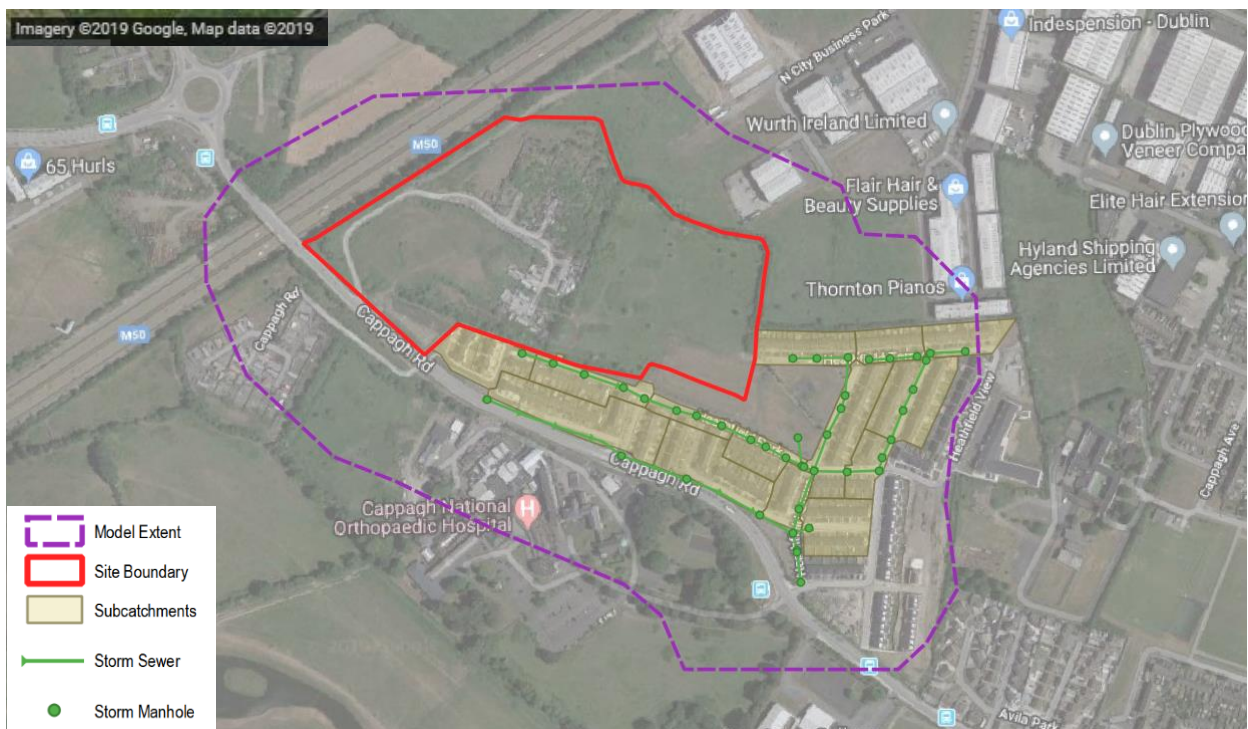 Imagery ©2019 Google, Map data ©2019
Indespension - Dublin
N City Business Park
Wurth Ireland Limited
Dublin Plywood
Veneer Compa
M50
65 Hurls
Flair Hair &
Beauty Supplies
Elite Hair Extension
Hyland Shipping
Agencies Limited
Thornton Pianos
Cappagh Rd
Cappagh Rd
M50
Heathfield View
Cappagh Ave
Cappagh Rd
Cappagh National
Orthopaedic Hospital
H
Model Extent
Site Boundary
Subcatchments
Storm Sewer
Storm Manhole
Avila Park